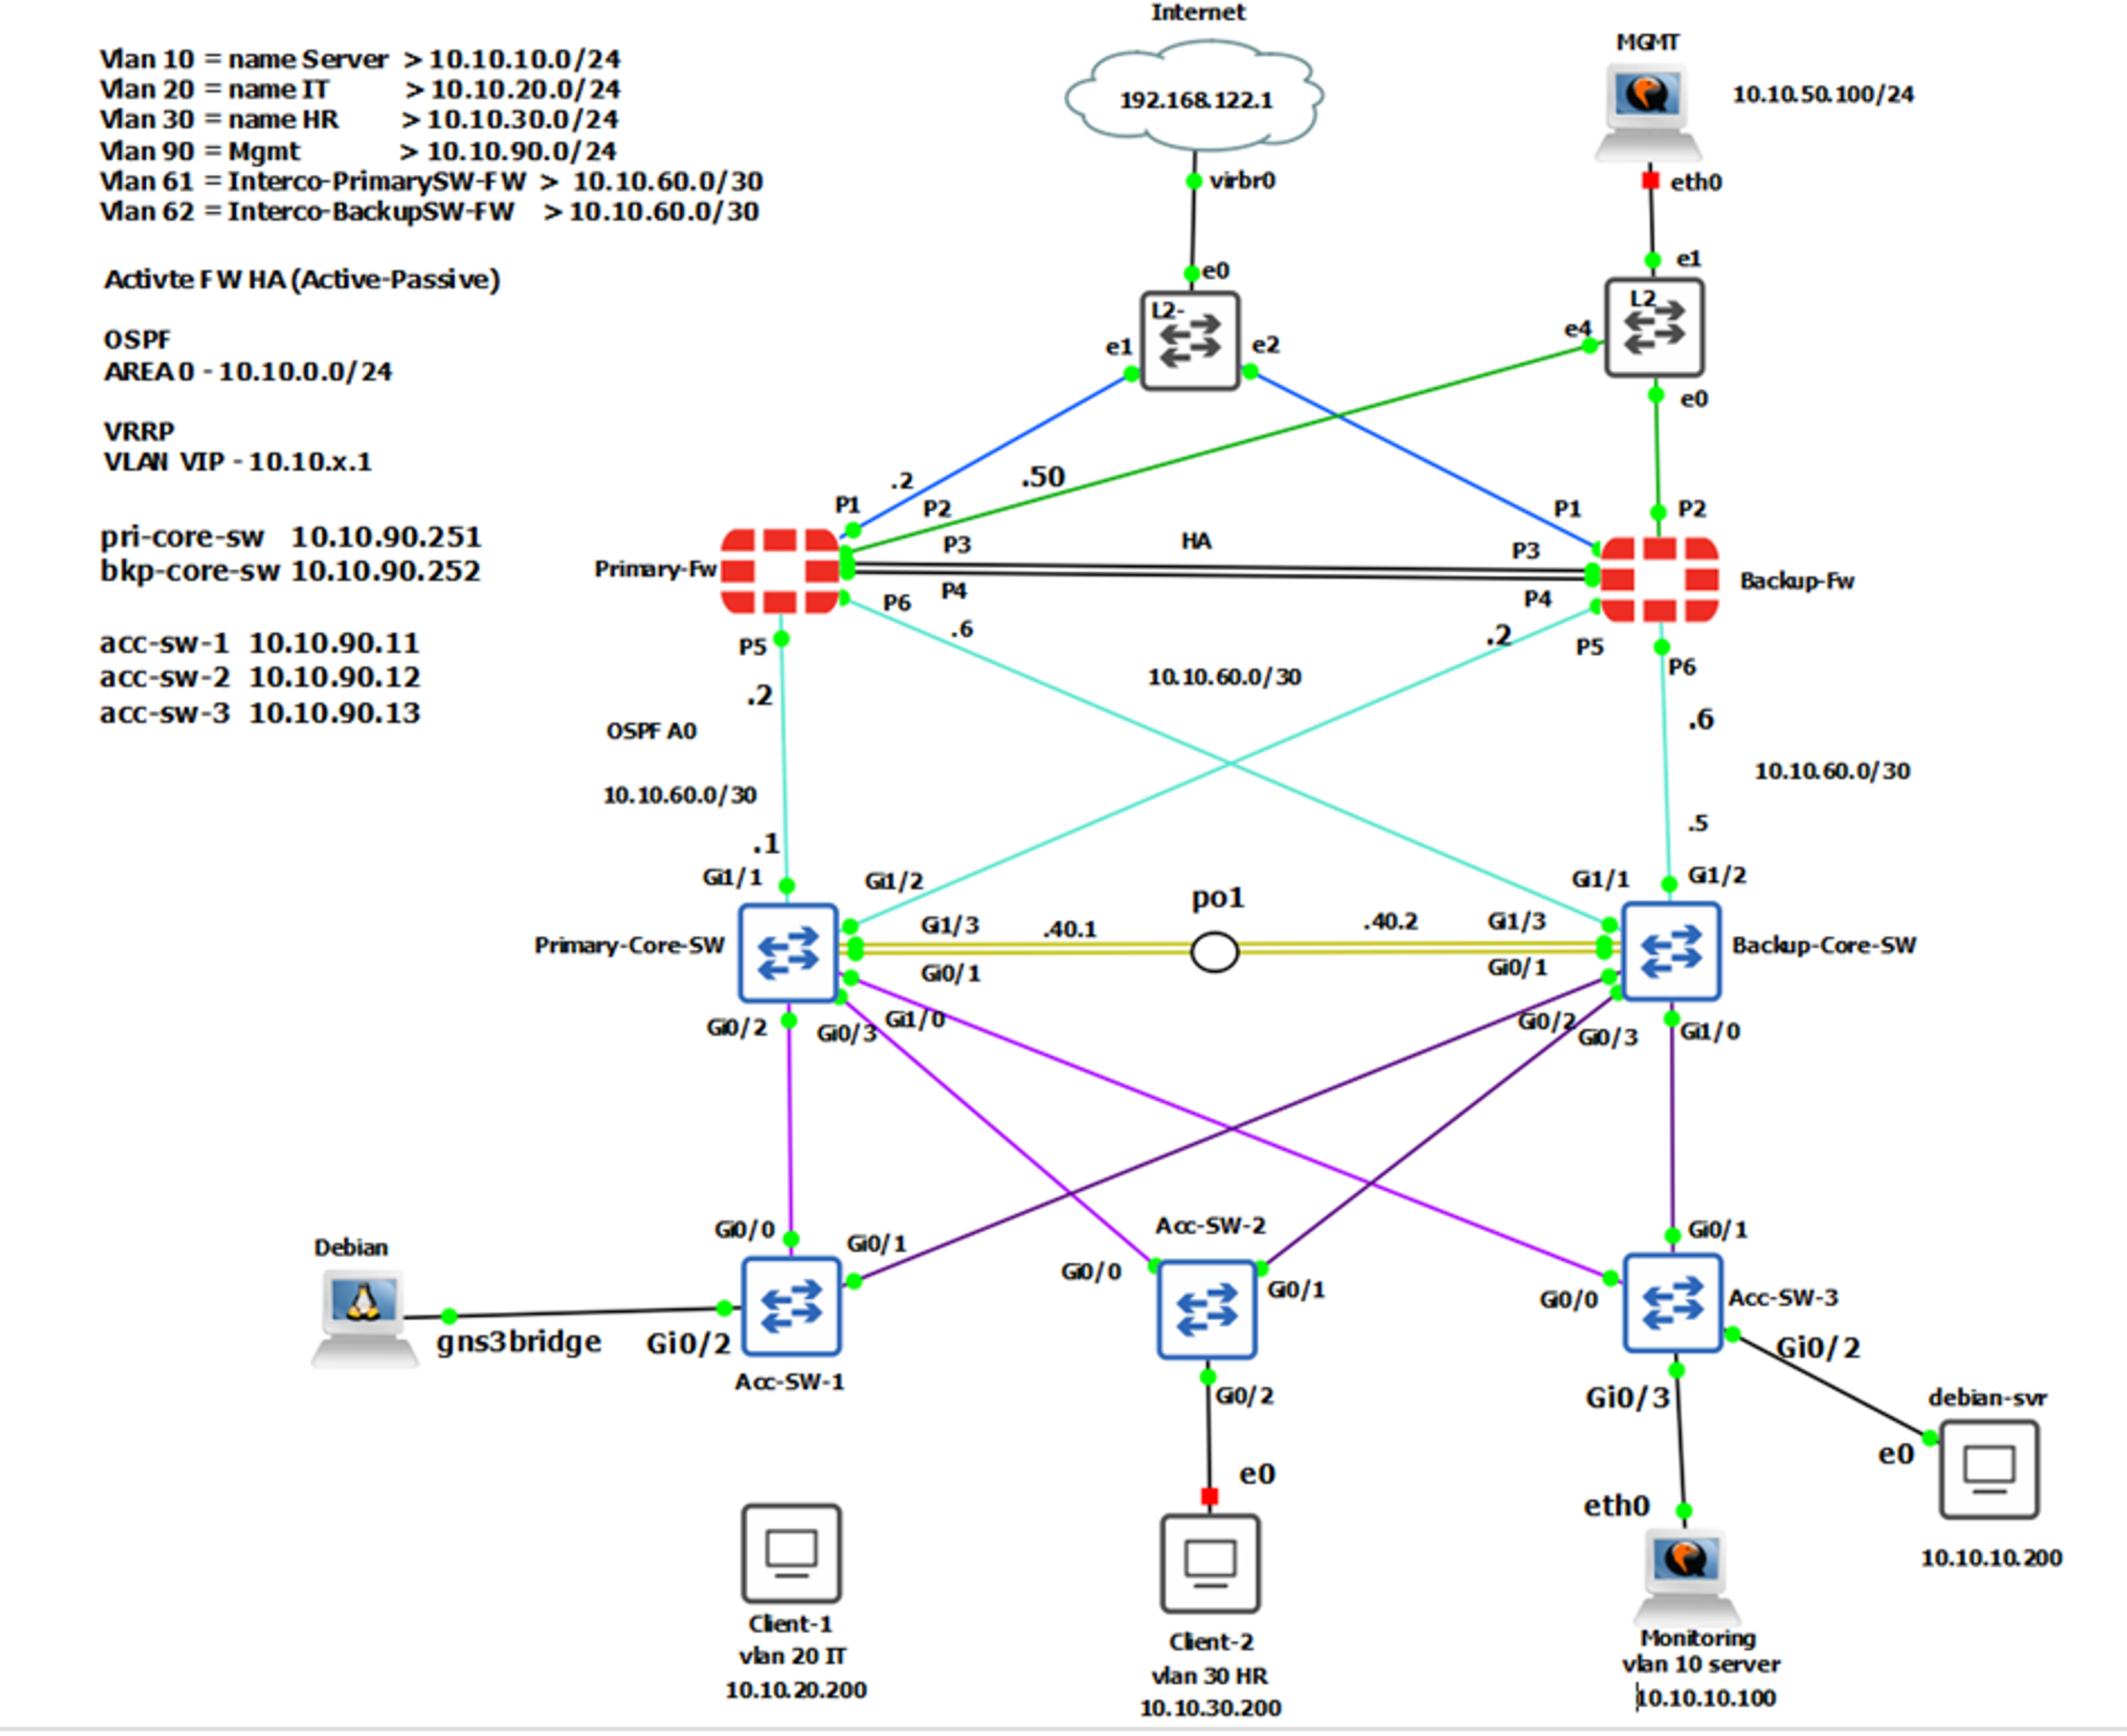 Internet
MGMT
Vlan 10 = name Server > 10.10.10.0/24
Vlan 20 = name IT > 10.10.20.0/24
Vlan 30 = name HR > 10.10.30.0/24
Vlan 90 = Mgmt > 10.10.90.0/24
Vlan 61 = Interco-PrimarySW-FW > 10.10.60.0/30
Vlan 62 = Interco-BackupSW-FW > 10.10.60.0/30
192.168.122.1
10.10.50.100/24
virbr0
eth0
e0
e1
Activte FW HA (Active-Passive)
L2-
L2
OSPF
AREA 0 - 10.10.0.0/24
e1
e2
e4
e0
VRRP
VLAN VIP - 10.10.x.1
.2
.50
P1
P2
P1
P2
pri-core-sw 10.10.90.251
bkp-core-sw 10.10.90.252
Primary-Fw
P3
HA
P3
Backup-Fw
P6
P4
P4
.6
.2
P5
P5
P6
acc-sw-1 10.10.90.11
acc-sw-2 10.10.90.12
acc-sw-3 10.10.90.13
10.10.60.0/30
.2
.6
OSPF A0
10.10.60.0/30
10.10.60.0/30
.1
.5
Gi1/1
Gi1/2
Gi1/1
Gi1/2
po1
Primary-Core-SW
Gi1/3
.40.1
.40.2
Gi1/3
Backup-Core-SW
Gi0/1
Gi0/1
Gi0/2
Gi0/3
Gi1/0
Gi0/2
Gi0/3
Gi1/0
Debian
Gi0/0
Gi0/1
Acc-SW-2
Gi0/1
Gi0/0
Gi0/1
Gi0/0
Acc-SW-3
gns3bridge
Gi0/2
Gi0/2
Acc-SW-1
Gi0/2
Gi0/3
debian-svr
e0
e0
eth0
10.10.10.200
Client-1
vlan 20 IT
10.10.20.200
Client-2
vlan 30 HR
10.10.30.200
Monitoring
vlan 10 server
10.10.10.100